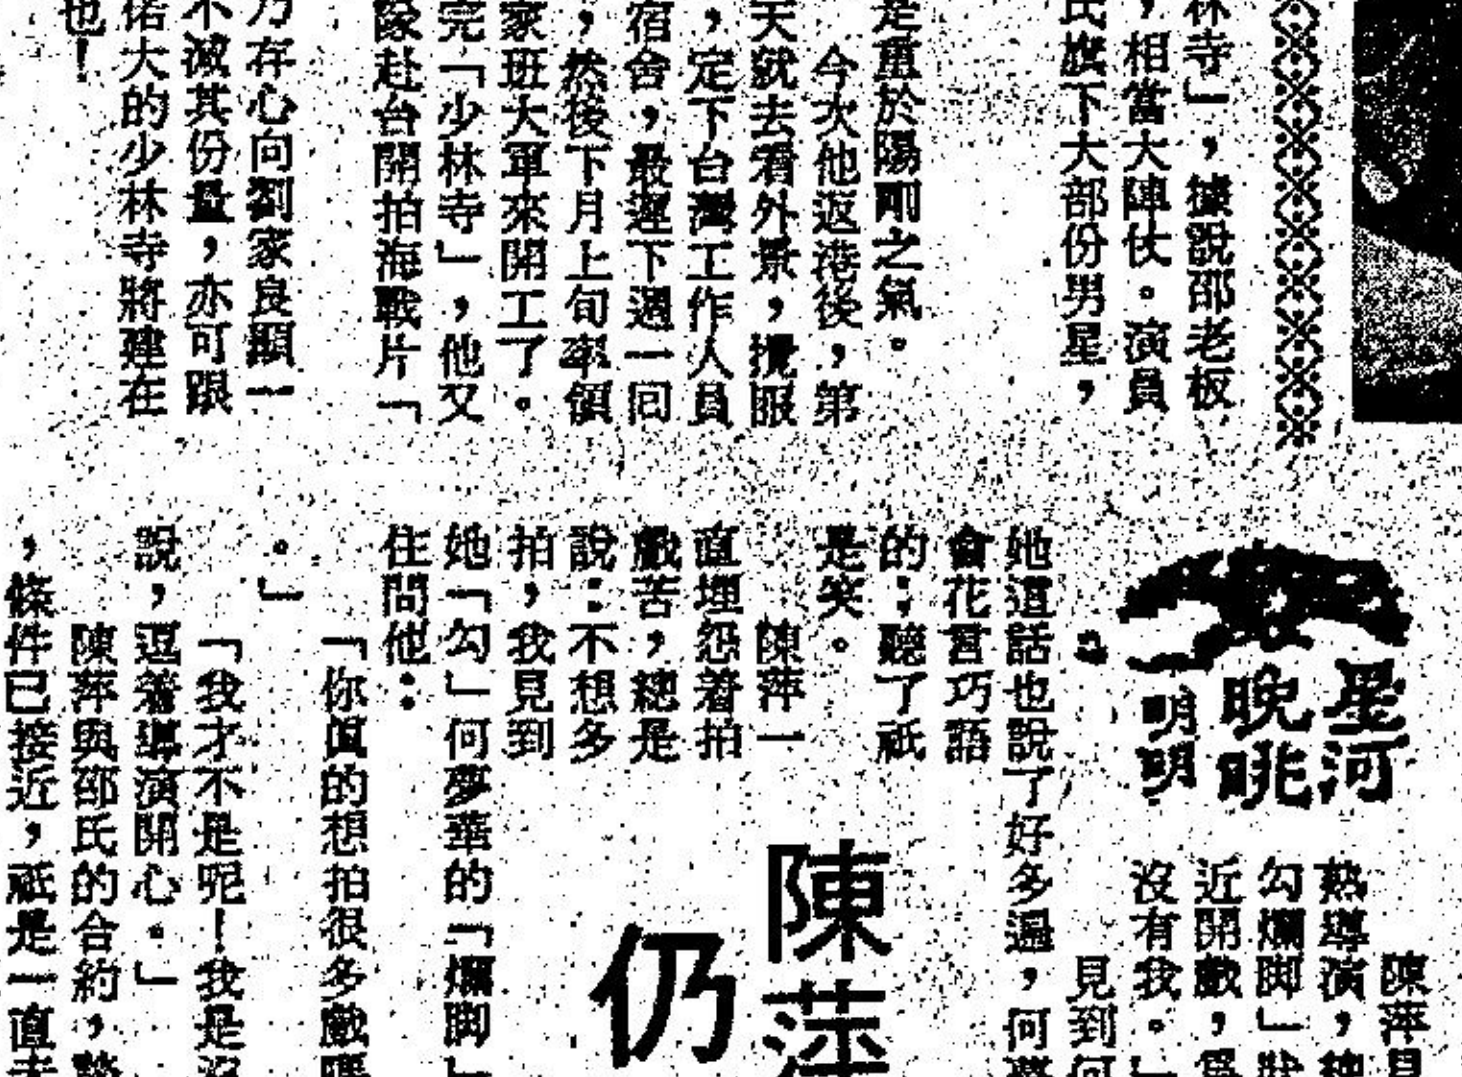 林寺」，據說邵老板
，相當大陣仗。演員
氏旗下大部份男星，
是重於陽剛之氣。
今次他返港後，第
天就去看外景，攪眼
，定下台灣工作人員
宿舍，最遲下週一回
，然後下月上旬率領
家班大軍來開工了。
完「少林寺」，他又
隊赴台開拍海戰片「
乃存心向劉家良顯一
不減其份量，亦可跟
偌大的少林寺將建在
也！
星河
晚眺
明明
陳萍見
熱導演，
勾爛脚」狀
近開戲，爲
沒有我。」
見到何
她這話也說了好多遍，何夢
會花言巧語
的；聽了祇
是笑。
陳萍
仍
陳萍一
直埋怨着拍
戲苦，總是
說：不想多
拍，我見到
她「勾」何夢華的「爛脚」
住問他：
「你眞的想拍很多戲嗎
。」
「我才不是呢！我是沒
說，逗着導演開心。」
陳萍與邵氏的合約，
，條件已接近，祇是一直未